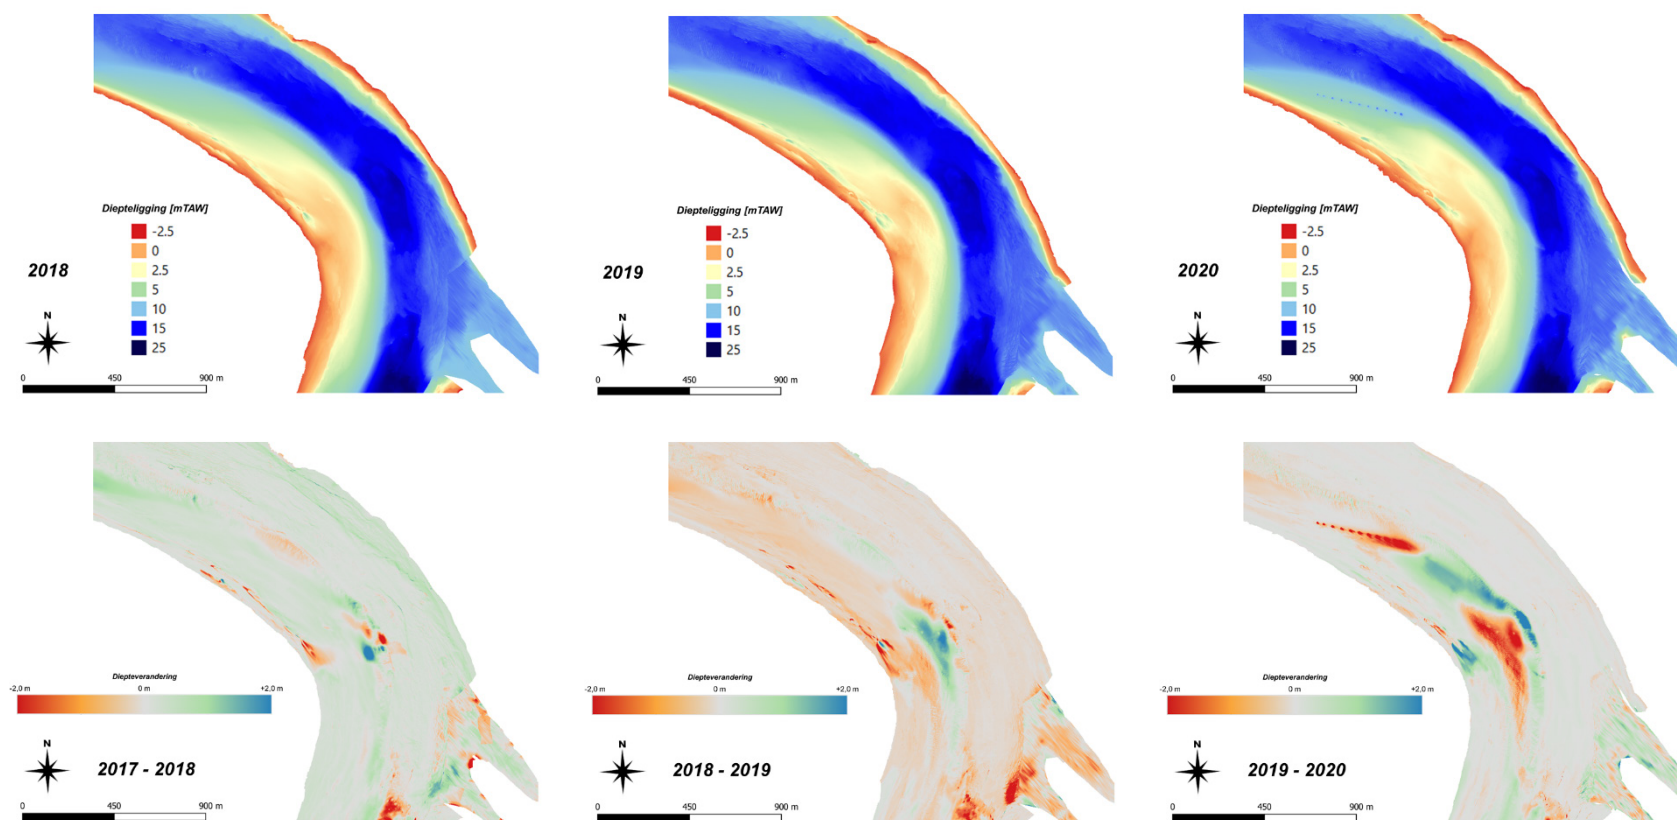 Diepteligging [mTAW]
-2.5
0
2.5
5
10
15
25
2018
N
0 450 900 m
Diepteligging [mTAW]
-2.5
0
2.5
5
10
15
25
2019
N
0 450 900 m
Diepteligging [mTAW]
-2.5
0
2.5
5
10
15
25
2020
N
0 450 900 m
Diepteverandering
-2,0 m 0 m +2.0 m
N
2017 - 2018
0 450 900 m
Diepteverandering
-2,0 m 0 m +2.0 m
N
2018 - 2019
0 450 900 m
Diepteverandering
-2,0 m 0 m +2.0 m
N
2019 - 2020
0 450 900 m